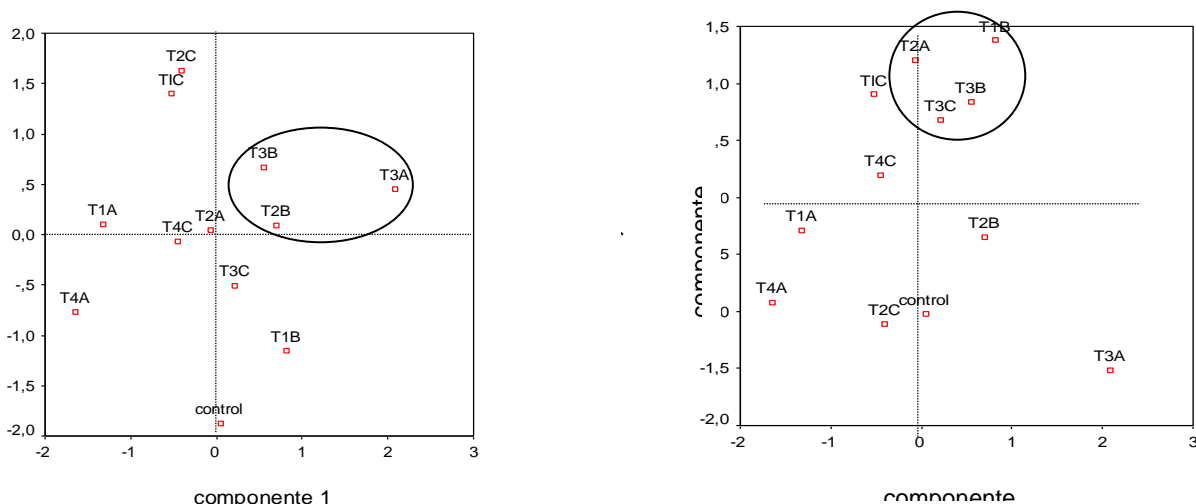 2,0
T2C
1,5
TIC
1,0
T3B
T3A
,5
T2B
T1A
T2A
T4C
0,0
T3C
-,5
T4A
-1,0
T1B
-1,5
control
-2,0
-2 -1 0 1 2 3
componente 1
1,5
T1B
T2A
TIC
T3B
1,0
T3C
,5
T4C
0
componente
T1A
T2B
5
T4A
control
T2C
0
T3A
-1,5
-2,0
-2 -1 0 1 2 3
componente